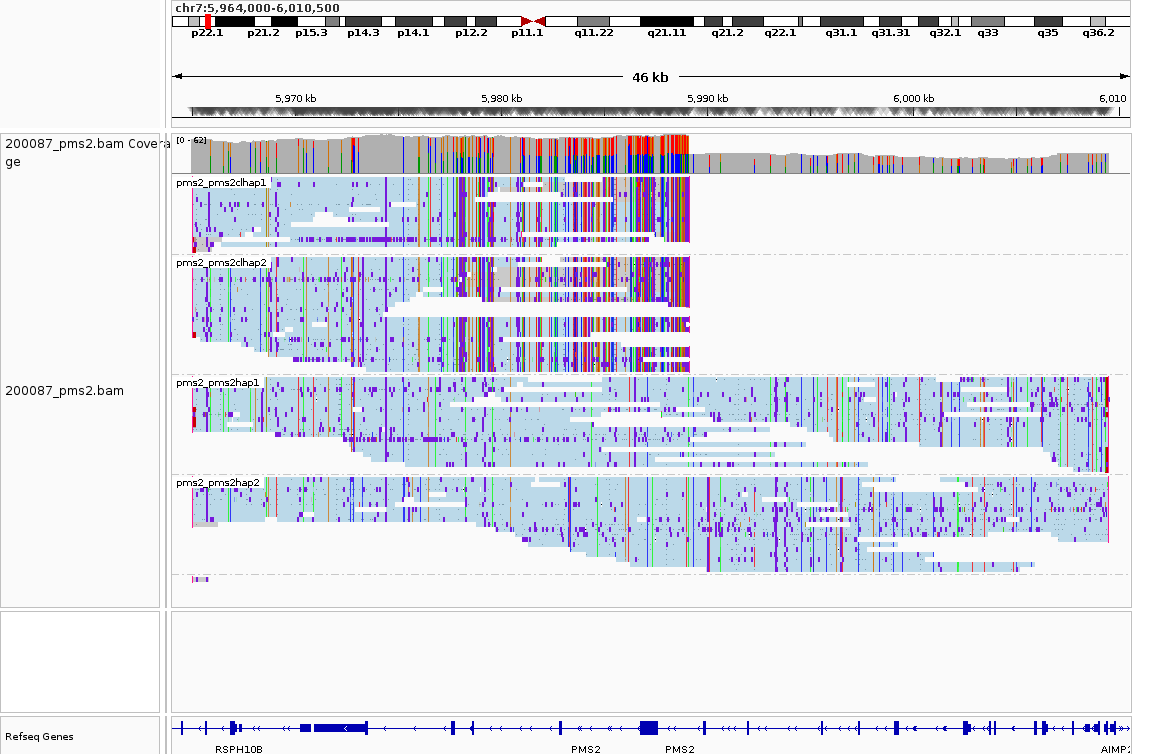 chr7:5,964,000-6,010,500
p22.1 p21.2 p15.3 p14.3 p14.1 p12.2 p11.1 q11.22 q21.11 q21.2 q22.1 q31.1 q31.31 q32.1 q33 q35 q36.2
46 kb
5,970 kb 5,980 kb 5,990 kb 6,000 kb 6,010
200087_pms2.bam Covera
ge
[0 - 62]
pms2_pms2clhap1
pms2_pms2clhap2
200087_pms2.bam
pms2_pms2hap1
pms2_pms2hap2
Refseq Genes
RSPH10B PMS2 PMS2 AIMP2